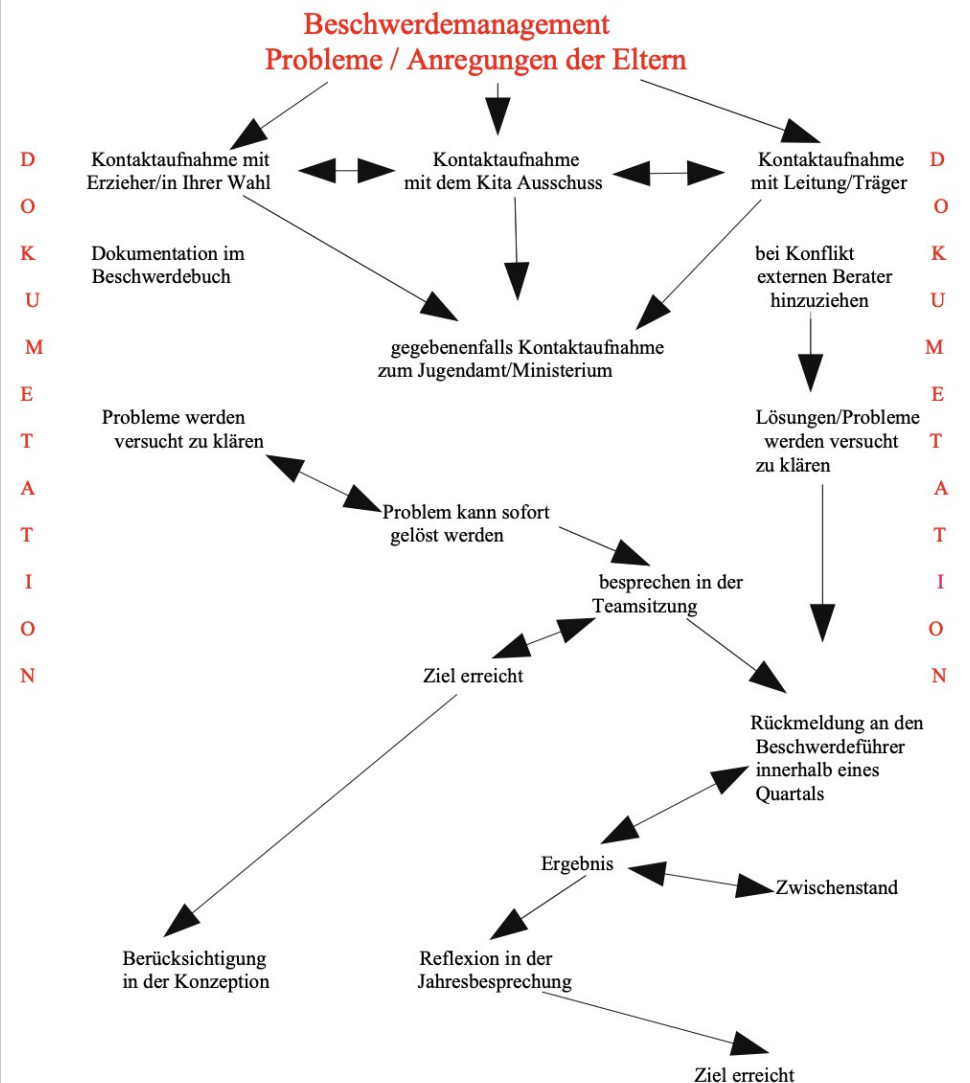 Beschwerdemanagement
Probleme / Anregungen der Eltern
D
O
K
U
M
E
T
A
T
I
O
N
Kontaktaufnahme mit
Erzieher/in Ihrer Wahl
Kontaktaufnahme
mit dem Kita Ausschuss
Kontaktaufnahme
mit Leitung/Träger
Dokumentation im
Beschwerdebuch
bei Konflikt
externen Berater
hinzuziehen
gegebenenfalls Kontaktaufnahme
zum Jugendamt/Ministerium
Probleme werden
versucht zu klären
Lösungen/Probleme
werden versucht
zu klären
Problem kann sofort
gelöst werden
besprechen in der
Teamsitzung
Ziel erreicht
Rückmeldung an den
Beschwerdeführer
innerhalb eines
Quartals
Ergebnis
Zwischenstand
Berücksichtigung
in der Konzeption
Reflexion in der
Jahresbesprechung
Ziel erreicht
D
O
K
U
M
E
T
A
T
I
O
N